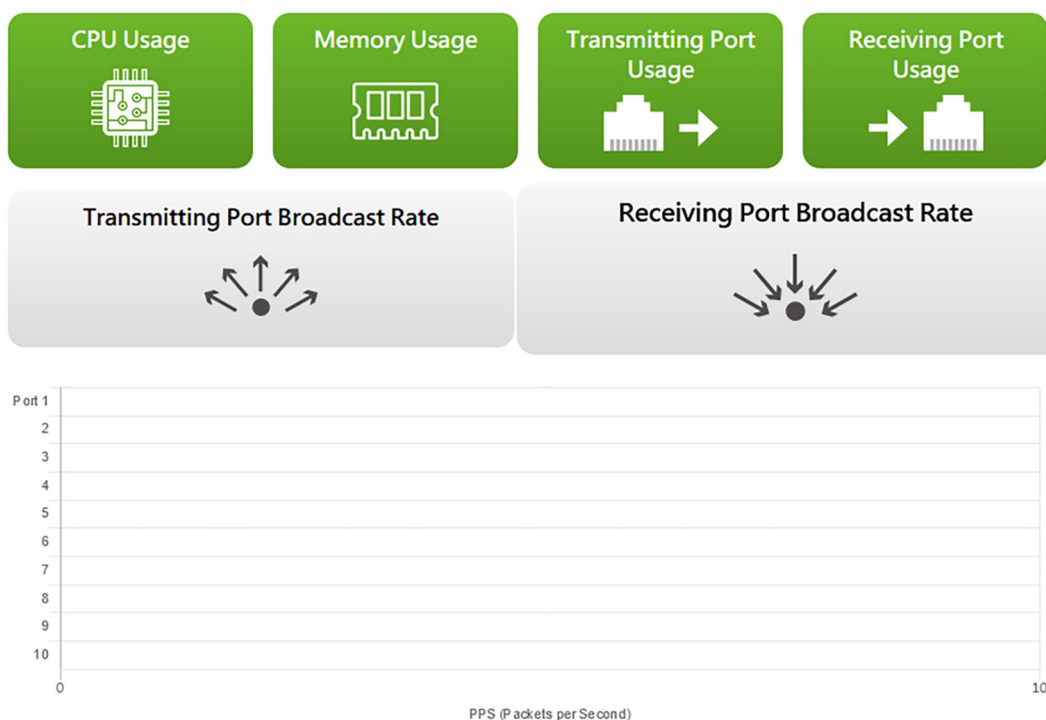 CPU Usage
Memory Usage
Transmitting Port
Usage
Receiving Port
Usage
Transmitting Port Broadcast Rate
Receiving Port Broadcast Rate
Port 1
2
3
4
5
6
7
8
9
10
0
10
PPS (Packets per Second)